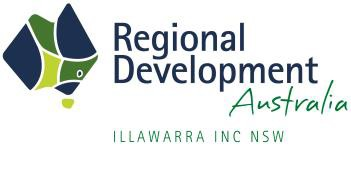 Regional
Development
Australia
ILLAWARRA INC NSW